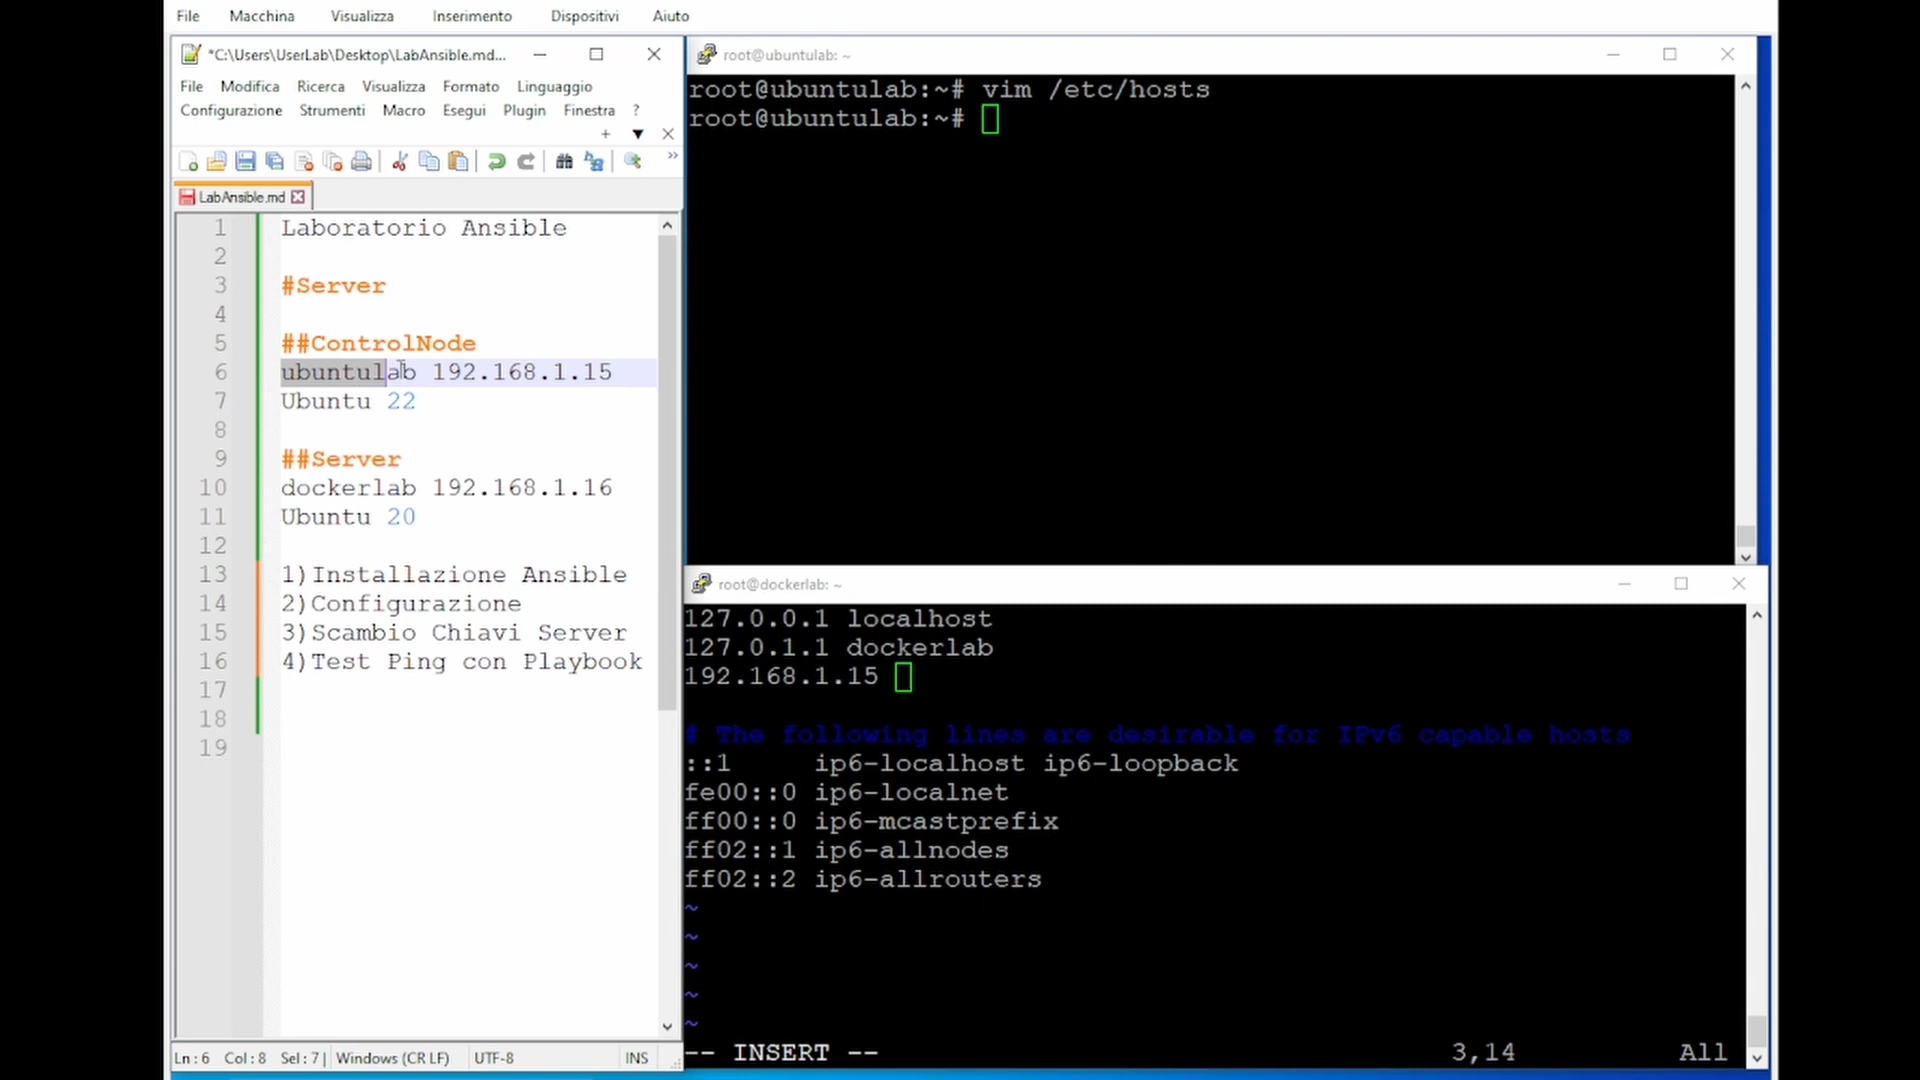 File Macchina Visualizza Inserimento Dispositivi Aiuto
*C:\Users\UserLab\Desktop\LabAnsible.md...
File Modifica Ricerca Visualizza Formato Linguaggio
Configurazione Strumenti Macro Esegui Plugin Finestra ?
LabAnsible.md
1 Laboratorio Ansible
2
3 #Server
4
5 ##ControlNode
6 ubuntulab 192.168.1.15
7 Ubuntu 22
8
9 ##Server
10 dockerlab 192.168.1.16
11 Ubuntu 20
12
13 1)Installazione Ansible
14 2)Configurazione
15 3)Scambio Chiavi Server
16 4)Test Ping con Playbook
17
18
19
Ln: 6 Col: 8 Sel: 7 | Windows (CR LF) UTF-8 INS
root@ubuntulab: ~
root@ubuntulab:~# vim /etc/hosts
root@ubuntulab:~#
root@dockerlab: ~
127.0.0.1 localhost
127.0.1.1 dockerlab
192.168.1.15
# The following lines are desirable for IPv6 capable hosts
::1 ip6-localhost ip6-loopback
fe00::0 ip6-localnet
ff00::0 ip6-mcastprefix
ff02::1 ip6-allnodes
ff02::2 ip6-allrouters
~
~
~
~
~
-- INSERT -- 3,14 All